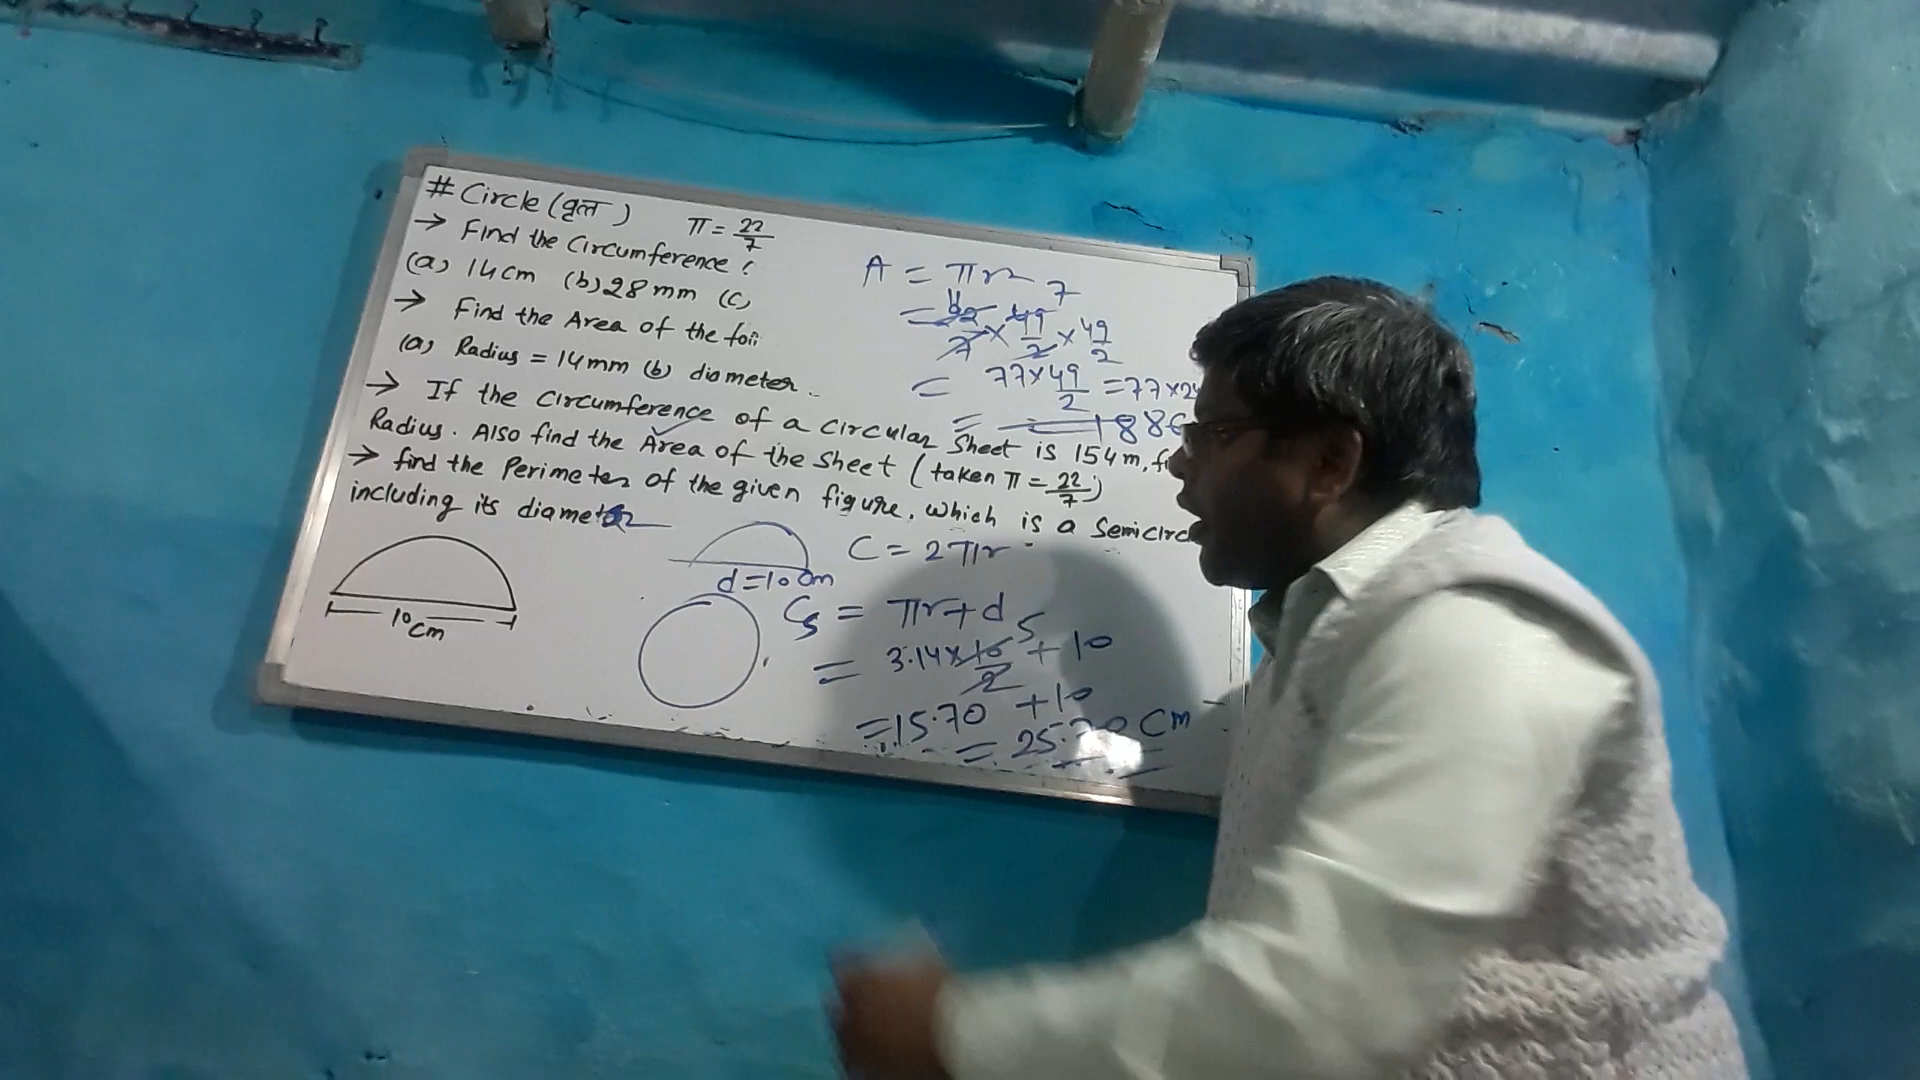 # Circle (वृत्त) π = 22/7
→ Find the Circumference :
(a) 14cm (b) 28mm (c)
→ Find the Area of the
(a) Radius = 14mm (b) diameter
→ If the circumference of a circular sheet is 154m,
Radius. Also find the Area of the sheet (taken π = 22/7)
→ find the Perimeter of the given figure, which is a
including its diameter
10cm
d=10cm
A = πr²
= 22/7 × 49/2 × 49/2
7
= 77×49/2 = 77×
= 1886
C = 2πr
Cs = πr+d
= 3.14×10/2 + 10
5
= 15.70 + 10
= 25.70 cm